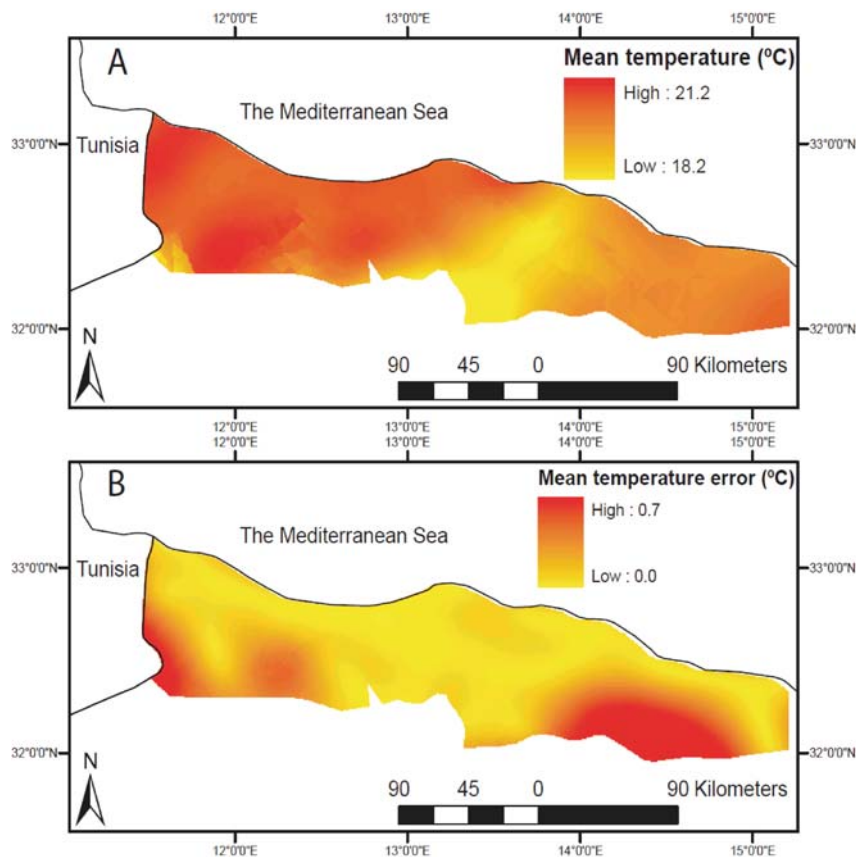 12°0'0"E 13°0'0"E 14°0'0"E 15°0'0"E
A
Mean temperature (ºC)
High : 21.2
Low : 18.2
The Mediterranean Sea
Tunisia
33°0'0"N 33°0'0"N
32°0'0"N 32°0'0"N
N
90 45 0 90 Kilometers
12°0'0"E 13°0'0"E 14°0'0"E 15°0'0"E
12°0'0"E 13°0'0"E 14°0'0"E 15°0'0"E
B
Mean temperature error (ºC)
High : 0.7
Low : 0.0
The Mediterranean Sea
Tunisia
33°0'0"N 33°0'0"N
32°0'0"N 32°0'0"N
N
90 45 0 90 Kilometers
12°0'0"E 13°0'0"E 14°0'0"E 15°0'0"E